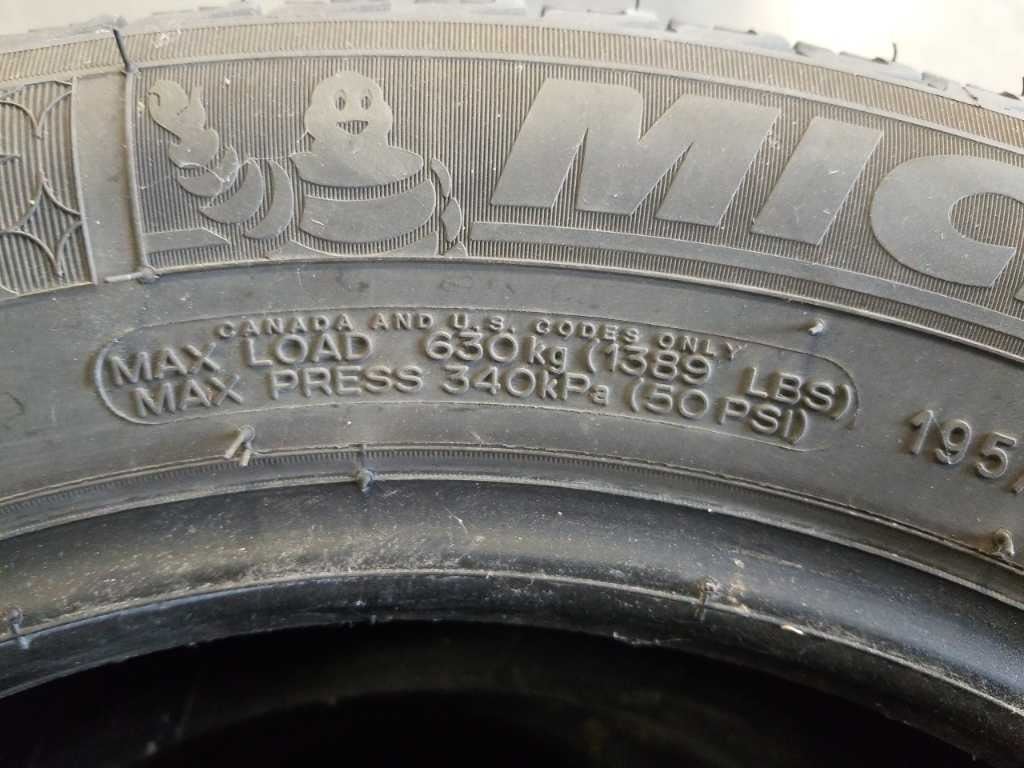 MIC
CANADA AND U.S. CODES ONLY
MAX LOAD 630kg (1389 LBS)
MAX PRESS 340kPa (50 PSI)
195/